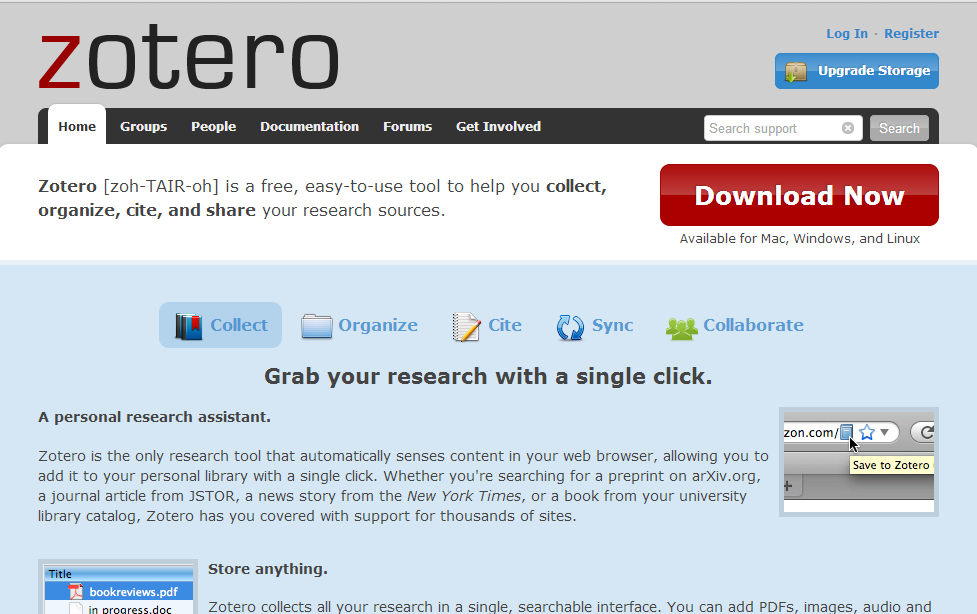 zotero
Log In · Register
Upgrade Storage
Home Groups People Documentation Forums Get Involved
Search support
Search
Zotero [zoh-TAIR-oh] is a free, easy-to-use tool to help you collect,
organize, cite, and share your research sources.
Download Now
Available for Mac, Windows, and Linux
Collect Organize Cite Sync Collaborate
Grab your research with a single click.
A personal research assistant.
Zotero is the only research tool that automatically senses content in your web browser, allowing you to
add it to your personal library with a single click. Whether you're searching for a preprint on arXiv.org,
a journal article from JSTOR, a news story from the New York Times, or a book from your university
library catalog, Zotero has you covered with support for thousands of sites.
zon.com/
Save to Zotero
Title
bookreviews.pdf
in progress.doc
Store anything.
Zotero collects all your research in a single, searchable interface. You can add PDFs, images, audio and